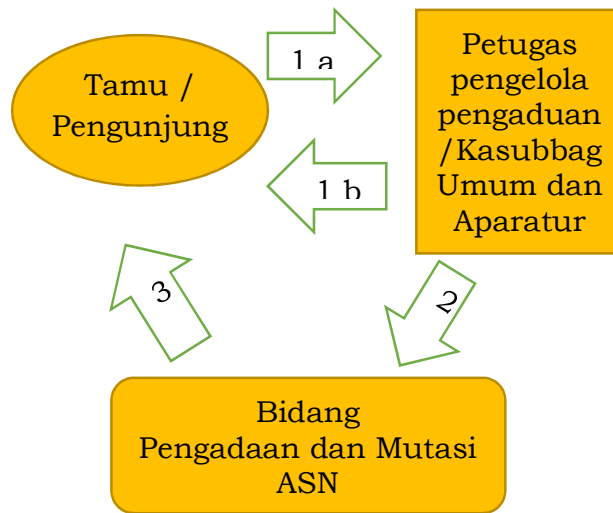 Tamu /
Pengunjung
1 a
1 b
Petugas
pengelola
pengaduan
/Kasubbag
Umum dan
Aparatur
2
3
Bidang
Pengadaan dan Mutasi
ASN